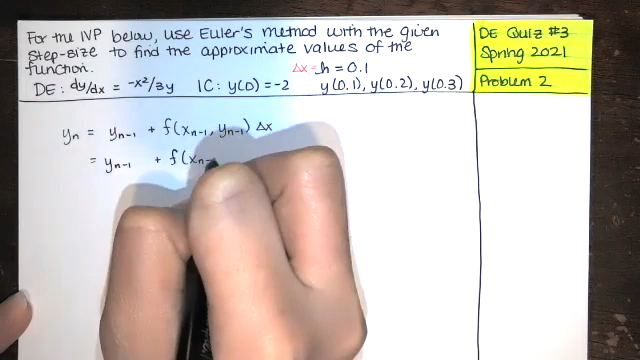 For the IVP below, use Euler's method with the given
step-size to find the approximate values of the
function.
Δx = h = 0.1
DE: dy/dx = -x²/3y IC: y(0) = -2 y(0.1), y(0.2), y(0.3)
DE Quiz #3
Spring 2021
Problem 2
yₙ = yₙ₋₁ + f(xₙ₋₁, yₙ₋₁) Δx
= yₙ₋₁ + f(xₙ₋